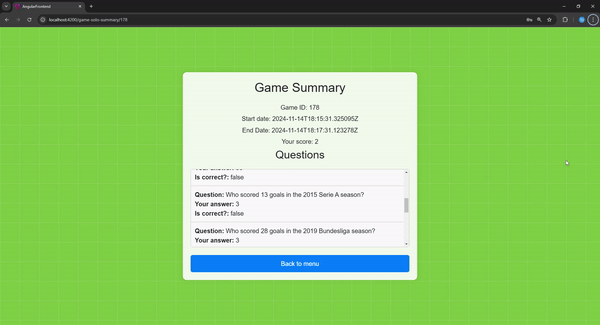 AngularFrontend
localhost:4200/game-solo-summary/178
Game Summary
Game ID: 178
Start date: 2024-11-14T18:15:31.325095Z
End Date: 2024-11-14T18:17:31.123278Z
Your score: 2
Questions
Is correct?: false
Question: Who scored 13 goals in the 2015 Serie A season?
Your answer: 3
Is correct?: false
Question: Who scored 28 goals in the 2019 Bundesliga season?
Your answer: 3
Back to menu